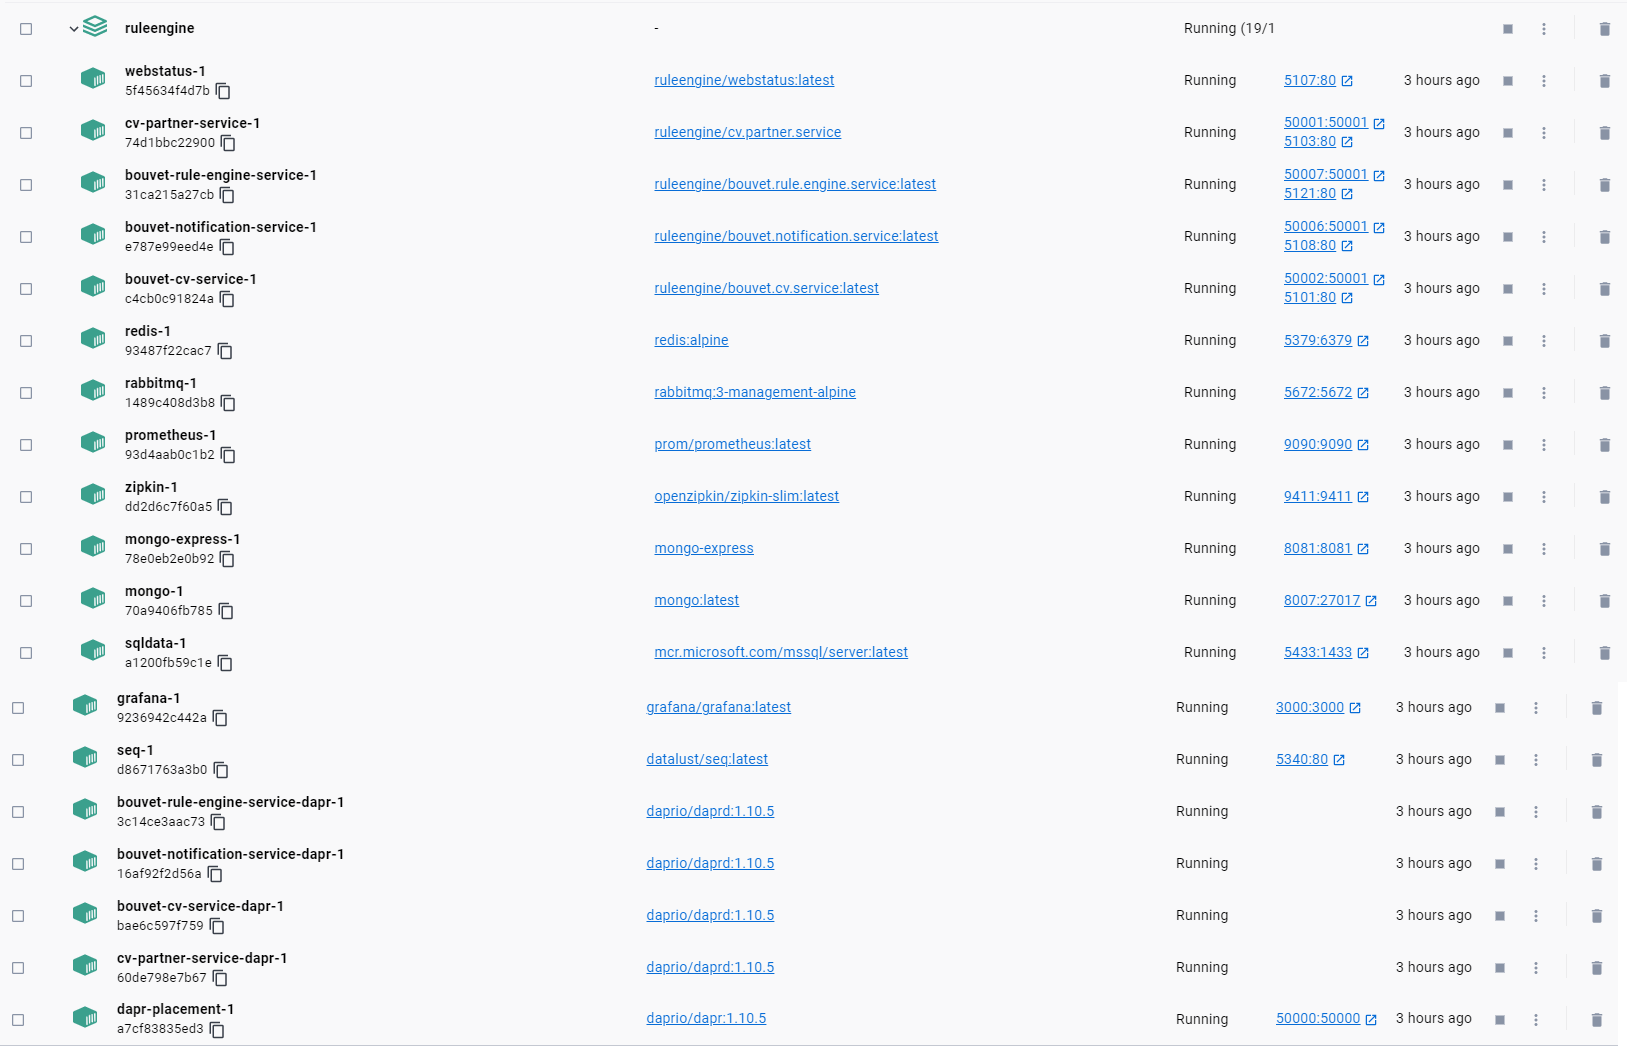 ruleengine - Running (19/1
webstatus-1
5f45634f4d7b ruleengine/webstatus:latest Running 5107:80 3 hours ago
cv-partner-service-1
74d1bbc22900 ruleengine/cv.partner.service Running 50001:50001 3 hours ago
5103:80
bouvet-rule-engine-service-1
31ca215a27cb ruleengine/bouvet.rule.engine.service:latest Running 50007:50001 3 hours ago
5121:80
bouvet-notification-service-1
e787e99eed4e ruleengine/bouvet.notification.service:latest Running 50006:50001 3 hours ago
5108:80
bouvet-cv-service-1
c4cb0c91824a ruleengine/bouvet.cv.service:latest Running 50002:50001 3 hours ago
5101:80
redis-1
93487f22cac7 redis:alpine Running 5379:6379 3 hours ago
rabbitmq-1
1489c408d3b8 rabbitmq:3-management-alpine Running 5672:5672 3 hours ago
prometheus-1
93d4aab0c1b2 prom/prometheus:latest Running 9090:9090 3 hours ago
zipkin-1
dd2d6c7f60a5 openzipkin/zipkin-slim:latest Running 9411:9411 3 hours ago
mongo-express-1
78e0eb2e0b92 mongo-express Running 8081:8081 3 hours ago
mongo-1
70a9406fb785 mongo:latest Running 8007:27017 3 hours ago
sqldata-1
a1200fb59c1e mcr.microsoft.com/mssql/server:latest Running 5433:1433 3 hours ago
grafana-1
9236942c442a grafana/grafana:latest Running 3000:3000 3 hours ago
seq-1
d8671763a3b0 datalust/seq:latest Running 5340:80 3 hours ago
bouvet-rule-engine-service-dapr-1
3c14ce3aac73 daprio/daprd:1.10.5 Running 3 hours ago
bouvet-notification-service-dapr-1
16af92f2d56a daprio/daprd:1.10.5 Running 3 hours ago
bouvet-cv-service-dapr-1
bae6c597f759 daprio/daprd:1.10.5 Running 3 hours ago
cv-partner-service-dapr-1
60de798e7b67 daprio/daprd:1.10.5 Running 3 hours ago
dapr-placement-1
a7cf83835ed3 daprio/dapr:1.10.5 Running 50000:50000 3 hours ago